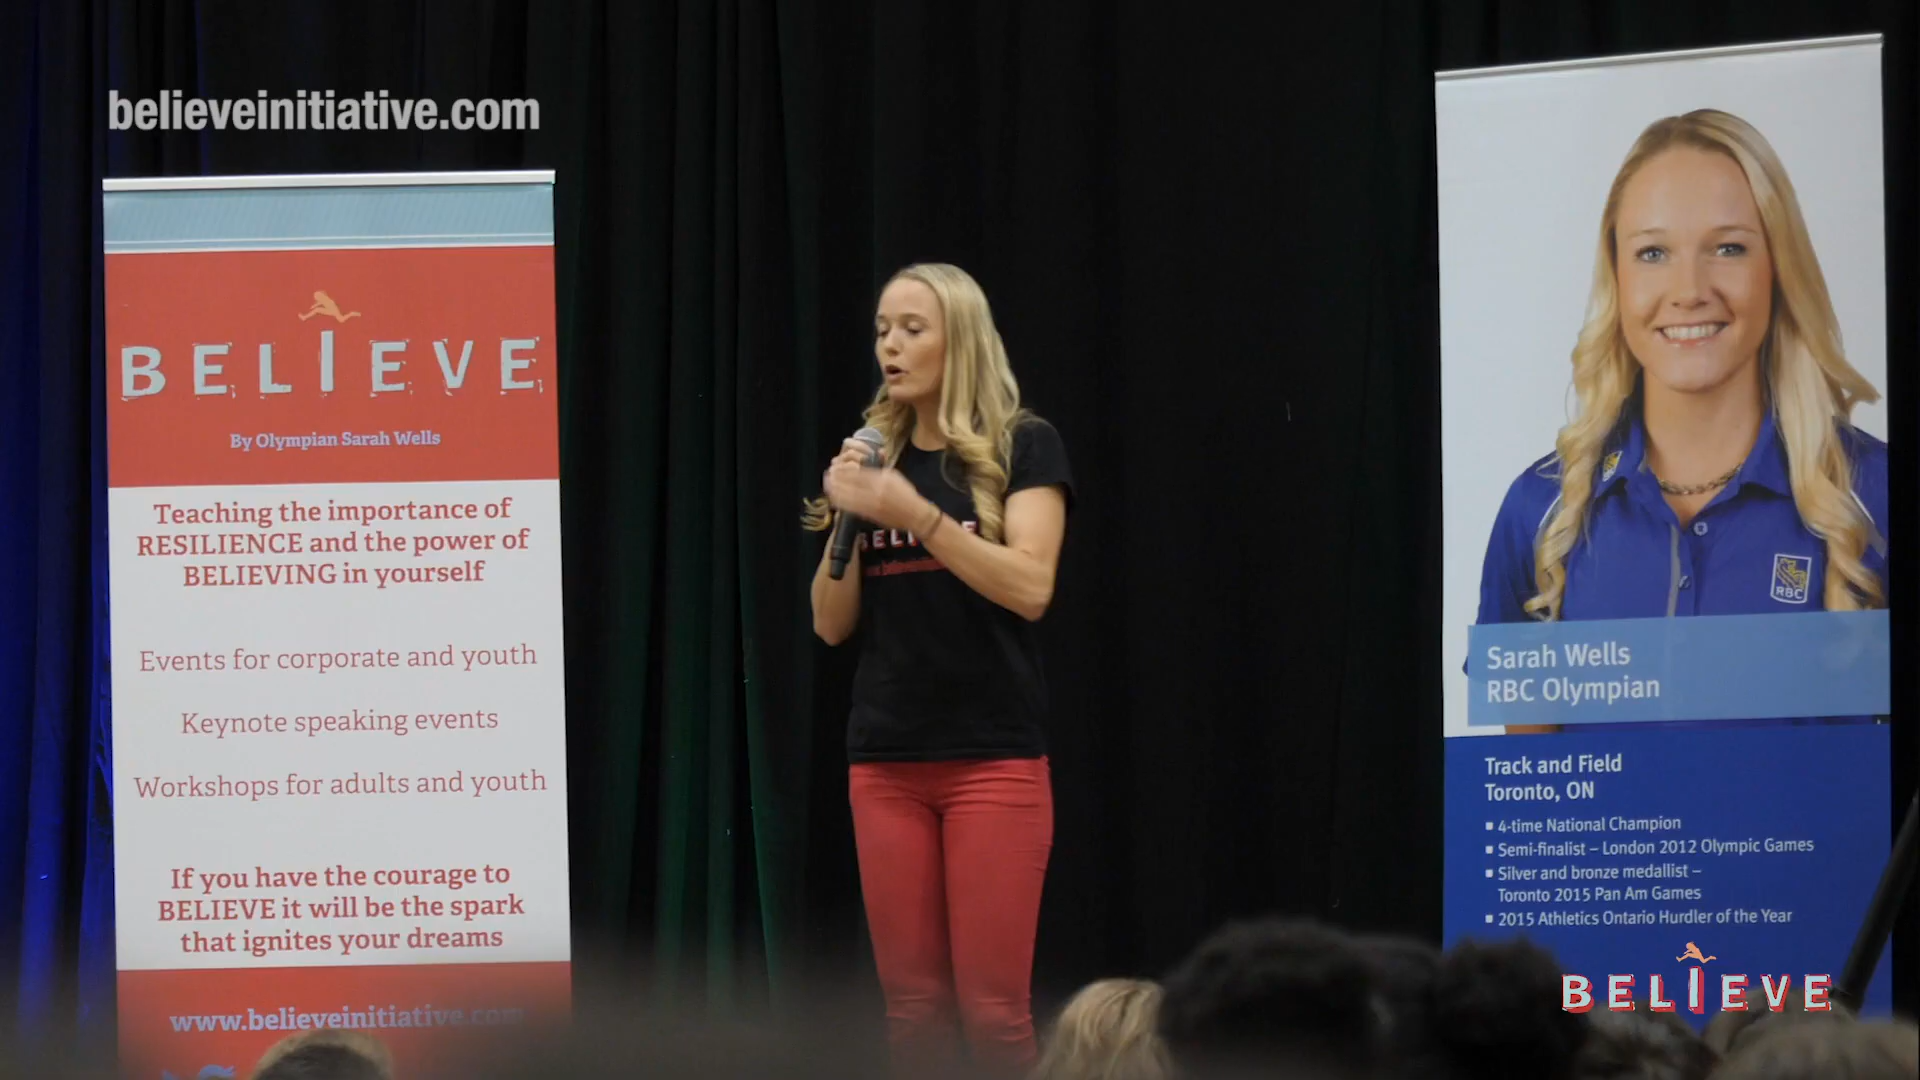 believeinitiative.com
BELIEVE
By Olympian Sarah Wells
Teaching the importance of
RESILIENCE and the power of
BELIEVING in yourself
Events for corporate and youth
Keynote speaking events
Workshops for adults and youth
If you have the courage to
BELIEVE it will be the spark
that ignites your dreams
www.believeinitiative.com
RBC
Sarah Wells
RBC Olympian
Track and Field
Toronto, ON
▪ 4-time National Champion
▪ Semi-finalist – London 2012 Olympic Games
▪ Silver and bronze medallist –
Toronto 2015 Pan Am Games
▪ 2015 Athletics Ontario Hurdler of the Year
BELIEVE